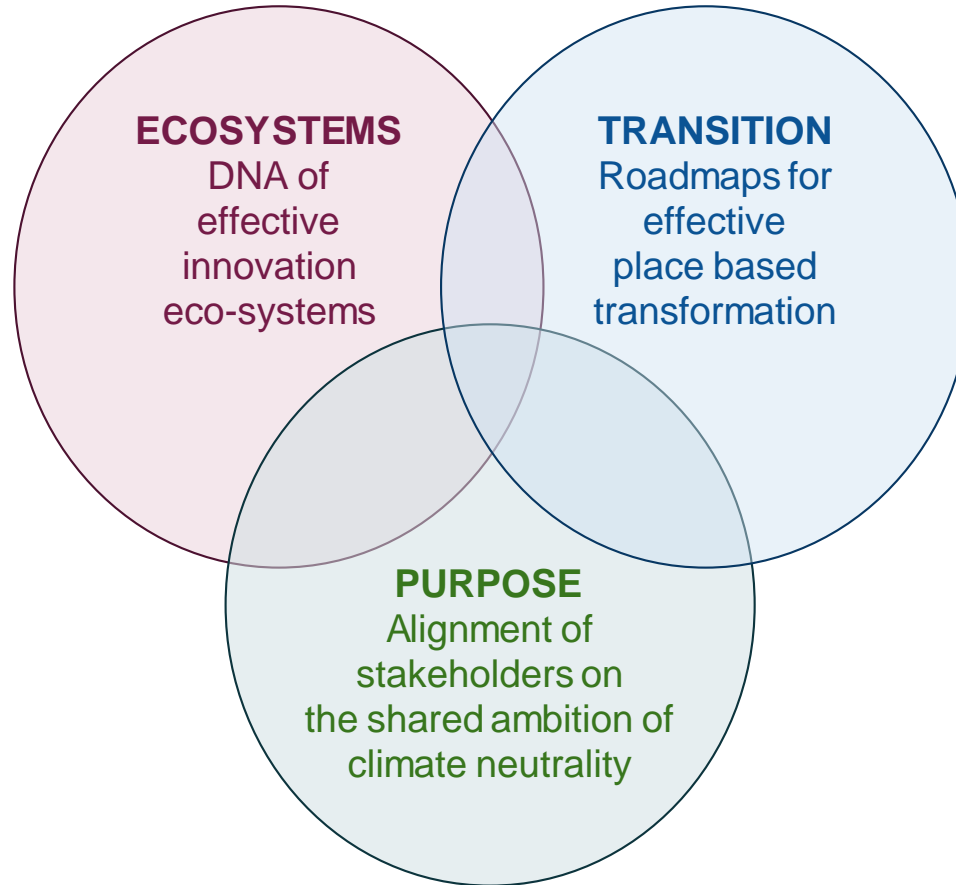 ECOSYSTEMS
DNA of
effective
innovation
eco-systems
TRANSITION
Roadmaps for
effective
place based
transformation
PURPOSE
Alignment of
stakeholders on
the shared ambition of
climate neutrality